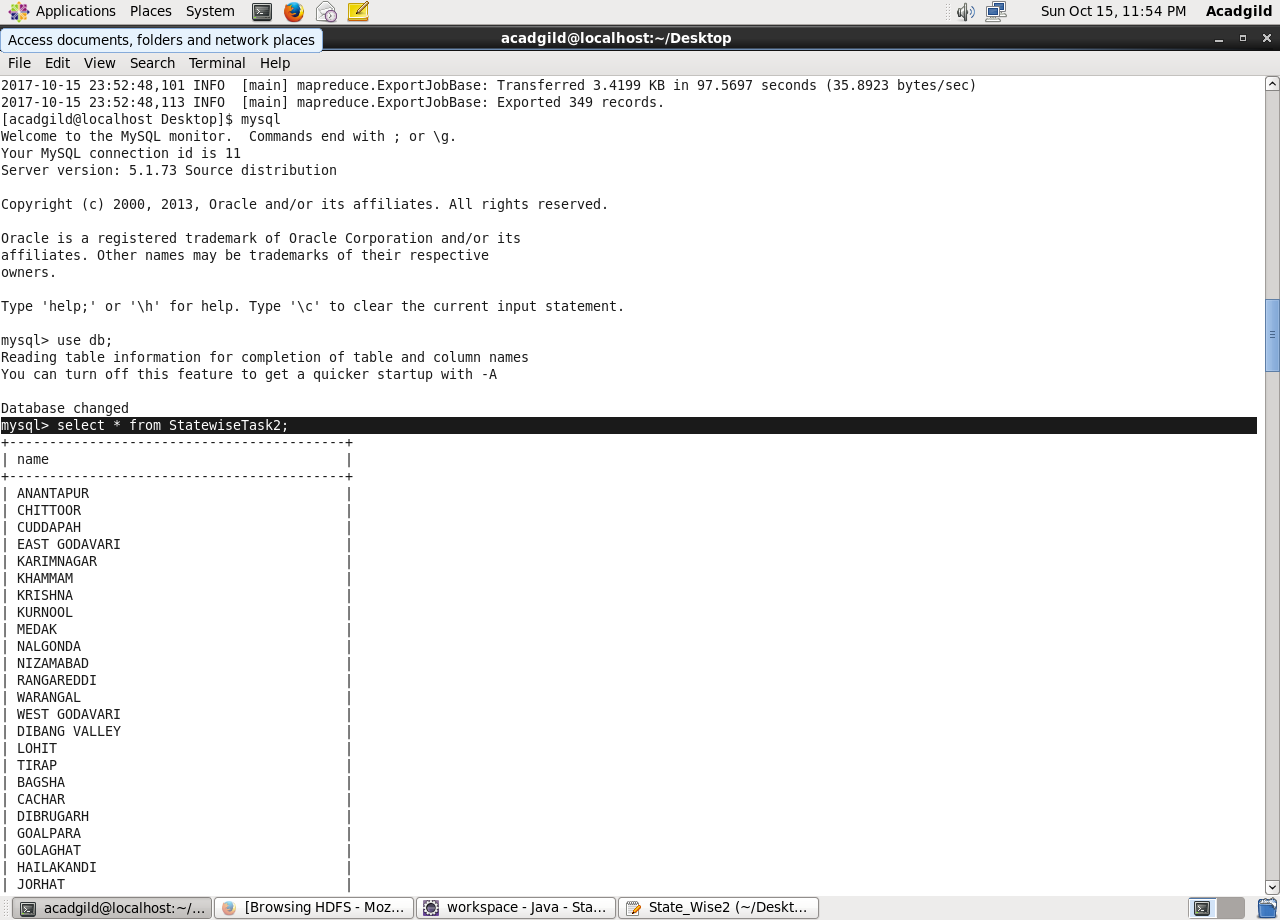 Applications Places System Sun Oct 15, 11:54 PM Acadgild
Access documents, folders and network places
acadgild@localhost:~/Desktop
File Edit View Search Terminal Help
2017-10-15 23:52:48,101 INFO  [main] mapreduce.ExportJobBase: Transferred 3.4199 KB in 97.5697 seconds (35.8923 bytes/sec)
2017-10-15 23:52:48,113 INFO  [main] mapreduce.ExportJobBase: Exported 349 records.
[acadgild@localhost Desktop]$ mysql
Welcome to the MySQL monitor.  Commands end with ; or \g.
Your MySQL connection id is 11
Server version: 5.1.73 Source distribution
Copyright (c) 2000, 2013, Oracle and/or its affiliates. All rights reserved.
Oracle is a registered trademark of Oracle Corporation and/or its
affiliates. Other names may be trademarks of their respective
owners.
Type 'help;' or '\h' for help. Type '\c' to clear the current input statement.
mysql> use db;
Reading table information for completion of table and column names
You can turn off this feature to get a quicker startup with -A
Database changed
mysql> select * from StatewiseTask2;
+------------------------------------------+
| name                                     |
+------------------------------------------+
| ANANTAPUR                                |
| CHITTOOR                                 |
| CUDDAPAH                                 |
| EAST GODAVARI                            |
| KARIMNAGAR                               |
| KHAMMAM                                  |
| KRISHNA                                  |
| KURNOOL                                  |
| MEDAK                                    |
| NALGONDA                                 |
| NIZAMABAD                                |
| RANGAREDDI                               |
| WARANGAL                                 |
| WEST GODAVARI                            |
| DIBANG VALLEY                            |
| LOHIT                                    |
| TIRAP                                    |
| BAGSHA                                   |
| CACHAR                                   |
| DIBRUGARH                                |
| GOALPARA                                 |
| GOLAGHAT                                 |
| HAILAKANDI                               |
| JORHAT                                   |
acadgild@localhost:~/... [Browsing HDFS - Moz... workspace - Java - Sta... State_Wise2 (~/Deskt...